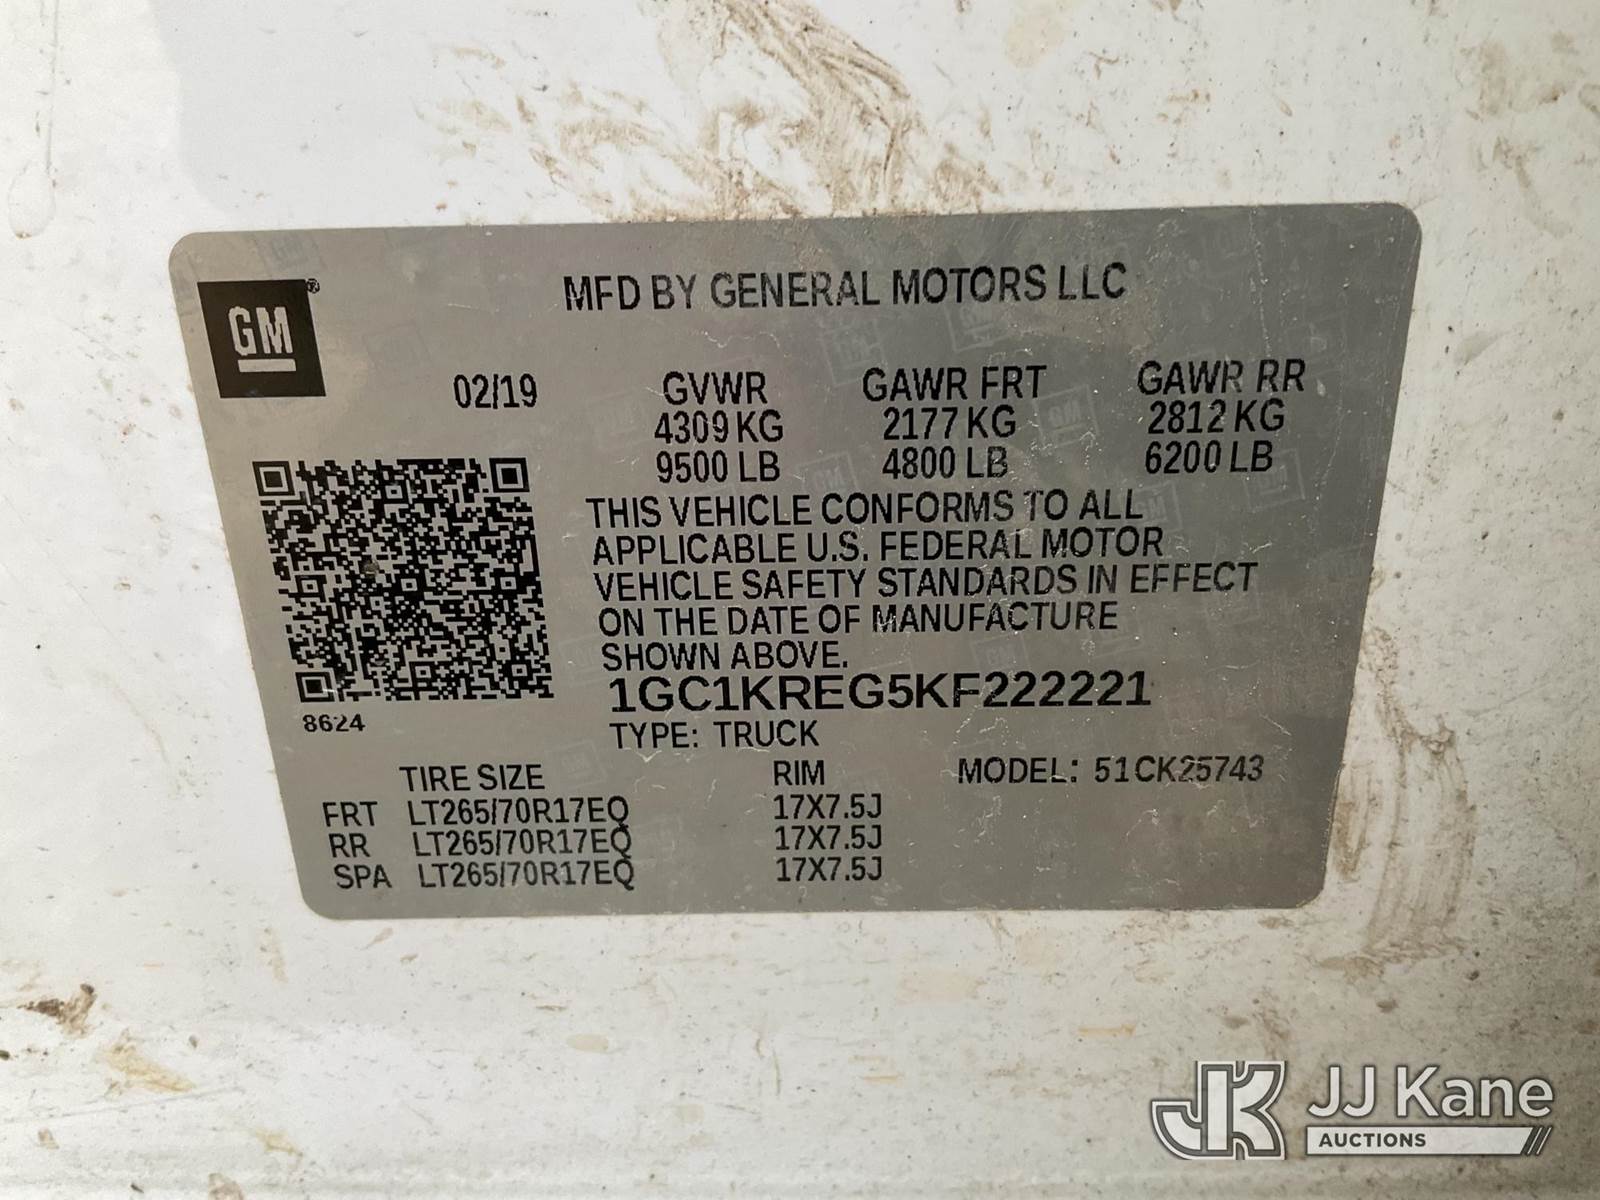 GM®
MFD BY GENERAL MOTORS LLC
02/19 GVWR GAWR FRT GAWR RR
4309 KG 2177 KG 2812 KG
9500 LB 4800 LB 6200 LB
THIS VEHICLE CONFORMS TO ALL
APPLICABLE U.S. FEDERAL MOTOR
VEHICLE SAFETY STANDARDS IN EFFECT
ON THE DATE OF MANUFACTURE
SHOWN ABOVE.
1GC1KREG5KF222221
8624
TYPE: TRUCK
TIRE SIZE RIM MODEL: 51CK25743
FRT LT265/70R17EQ 17X7.5J
RR LT265/70R17EQ 17X7.5J
SPA LT265/70R17EQ 17X7.5J
JK JJ Kane
AUCTIONS